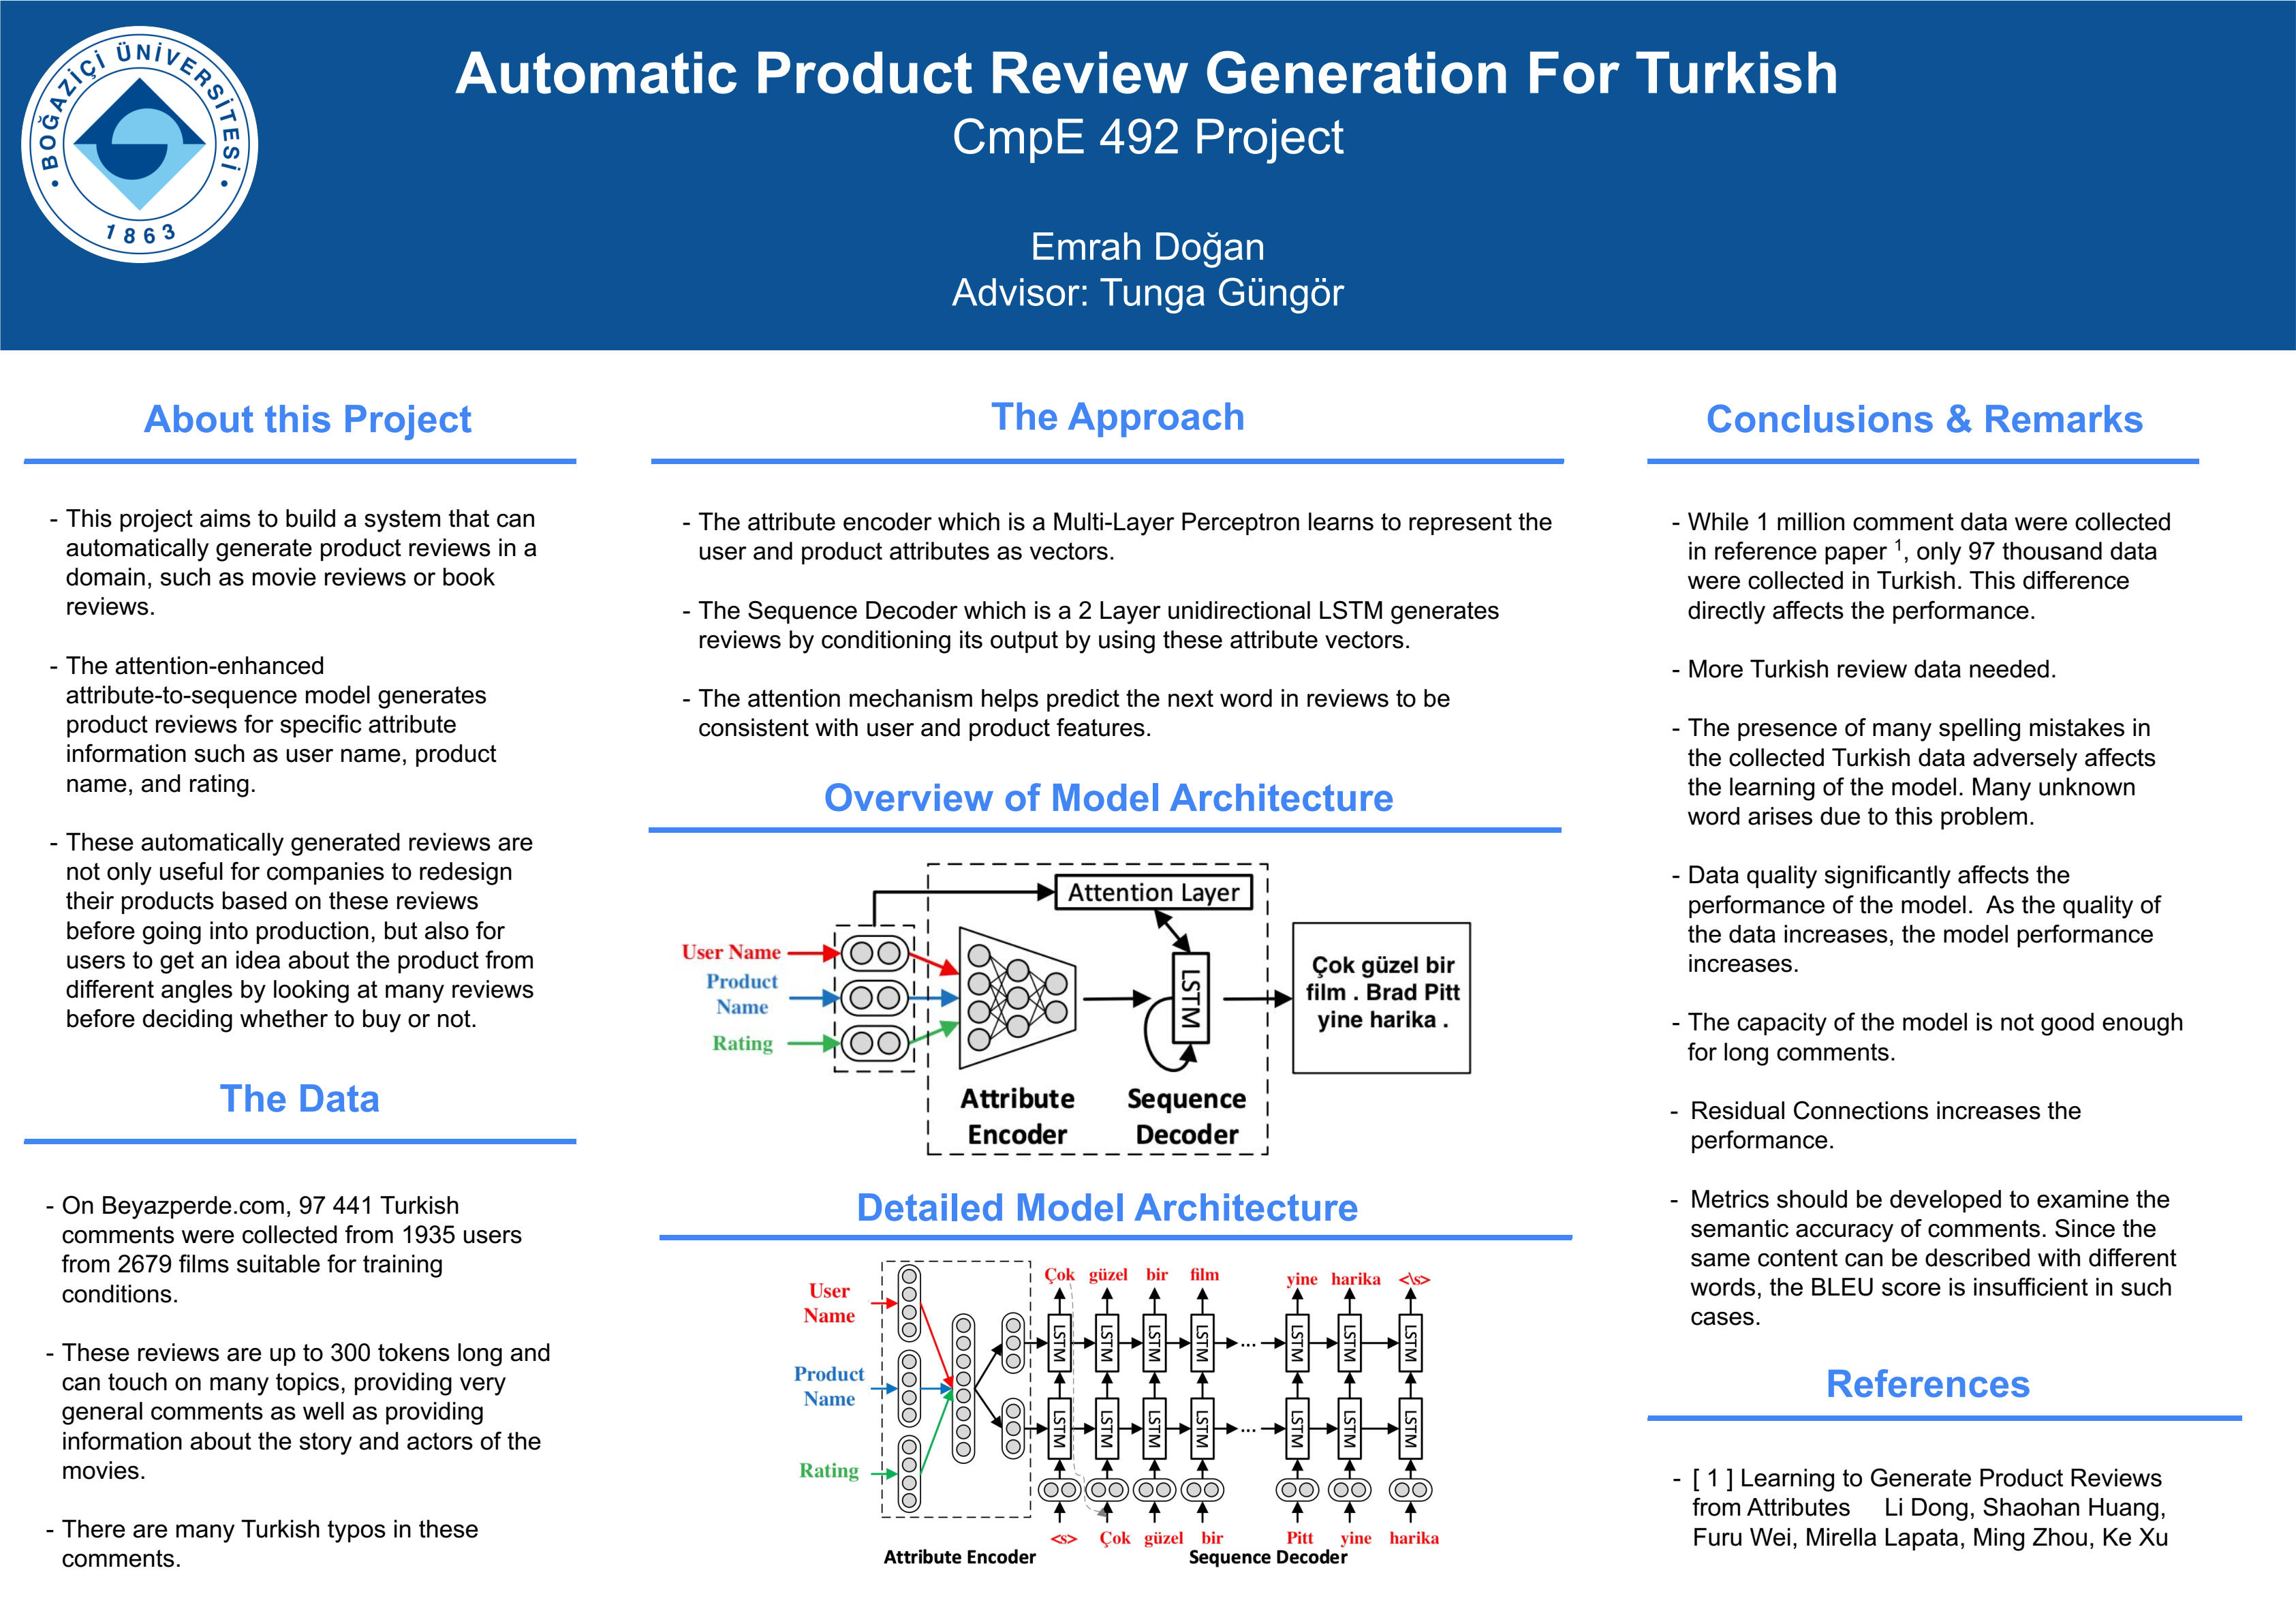 BOĞAZİÇİ ÜNİVERSİTESİ
1863
Automatic Product Review Generation For Turkish
CmpE 492 Project
Emrah Doğan
Advisor: Tunga Güngör
About this Project
- This project aims to build a system that can
automatically generate product reviews in a
domain, such as movie reviews or book
reviews.
- The attention-enhanced
attribute-to-sequence model generates
product reviews for specific attribute
information such as user name, product
name, and rating.
- These automatically generated reviews are
not only useful for companies to redesign
their products based on these reviews
before going into production, but also for
users to get an idea about the product from
different angles by looking at many reviews
before deciding whether to buy or not.
The Data
- On Beyazperde.com, 97 441 Turkish
comments were collected from 1935 users
from 2679 films suitable for training
conditions.
- These reviews are up to 300 tokens long and
can touch on many topics, providing very
general comments as well as providing
information about the story and actors of the
movies.
- There are many Turkish typos in these
comments.
The Approach
- The attribute encoder which is a Multi-Layer Perceptron learns to represent the
user and product attributes as vectors.
- The Sequence Decoder which is a 2 Layer unidirectional LSTM generates
reviews by conditioning its output by using these attribute vectors.
- The attention mechanism helps predict the next word in reviews to be
consistent with user and product features.
Overview of Model Architecture
Attention Layer
User Name
Product
Name
Rating
LSTM
Çok güzel bir
film . Brad Pitt
yine harika .
Attribute
Encoder
Sequence
Decoder
Detailed Model Architecture
User
Name
Product
Name
Rating
Çok güzel bir film yine harika <\s>
LSTM LSTM LSTM LSTM ... LSTM LSTM LSTM
LSTM LSTM LSTM LSTM ... LSTM LSTM LSTM
<s> Çok güzel bir Pitt yine harika
Attribute Encoder
Sequence Decoder
Conclusions & Remarks
- While 1 million comment data were collected
in reference paper 1, only 97 thousand data
were collected in Turkish. This difference
directly affects the performance.
- More Turkish review data needed.
- The presence of many spelling mistakes in
the collected Turkish data adversely affects
the learning of the model. Many unknown
word arises due to this problem.
- Data quality significantly affects the
performance of the model. As the quality of
the data increases, the model performance
increases.
- The capacity of the model is not good enough
for long comments.
- Residual Connections increases the
performance.
- Metrics should be developed to examine the
semantic accuracy of comments. Since the
same content can be described with different
words, the BLEU score is insufficient in such
cases.
References
- [ 1 ] Learning to Generate Product Reviews
from Attributes Li Dong, Shaohan Huang,
Furu Wei, Mirella Lapata, Ming Zhou, Ke Xu